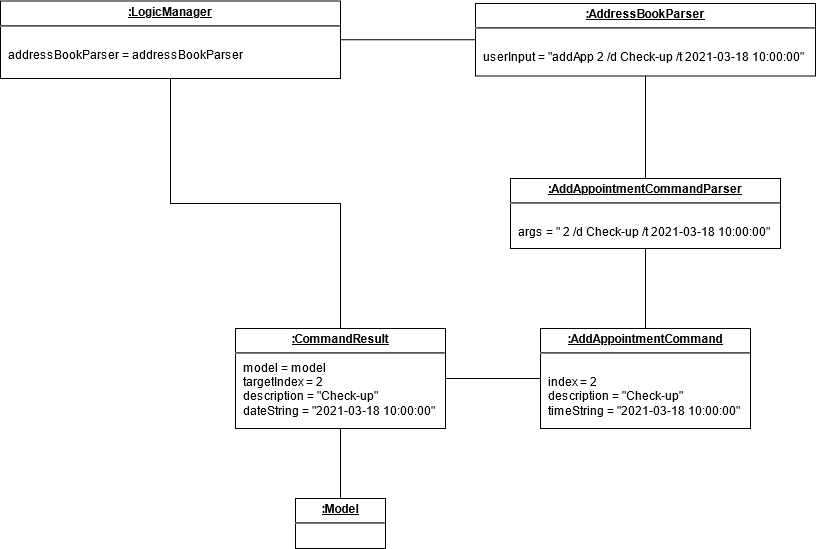 :LogicManager
addressBookParser = addressBookParser
:AddressBookParser
userInput = "addApp 2 /d Check-up /t 2021-03-18 10:00:00"
:AddAppointmentCommandParser
args = " 2 /d Check-up /t 2021-03-18 10:00:00"
:CommandResult
model = model
targetIndex = 2
description = "Check-up"
dateString = "2021-03-18 10:00:00"
:AddAppointmentCommand
index = 2
description = "Check-up"
timeString = "2021-03-18 10:00:00"
:Model